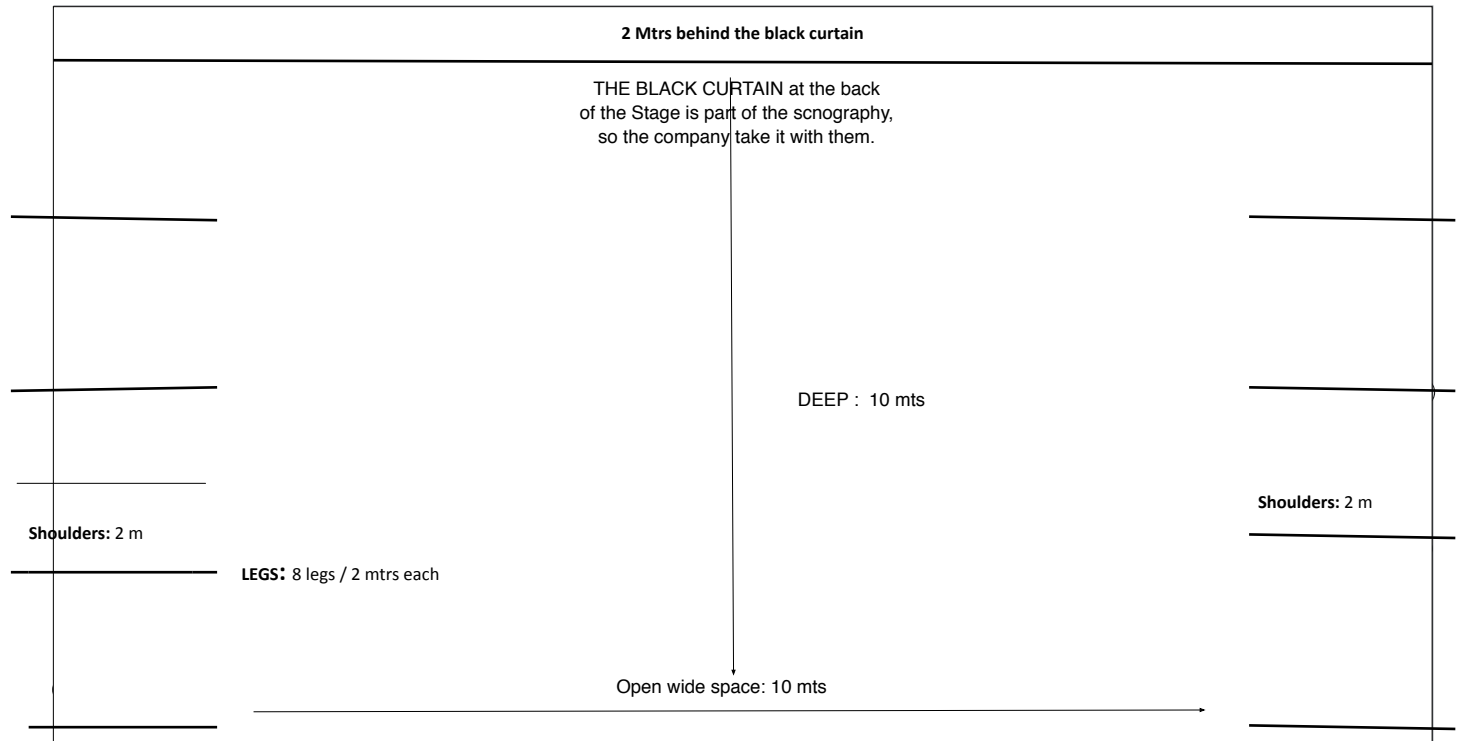 2 Mtrs behind the black curtain
THE BLACK CURTAIN at the back
of the Stage is part of the scnography,
so the company take it with them.
DEEP : 10 mts
Shoulders: 2 m
Shoulders: 2 m
LEGS: 8 legs / 2 mtrs each
Open wide space: 10 mts